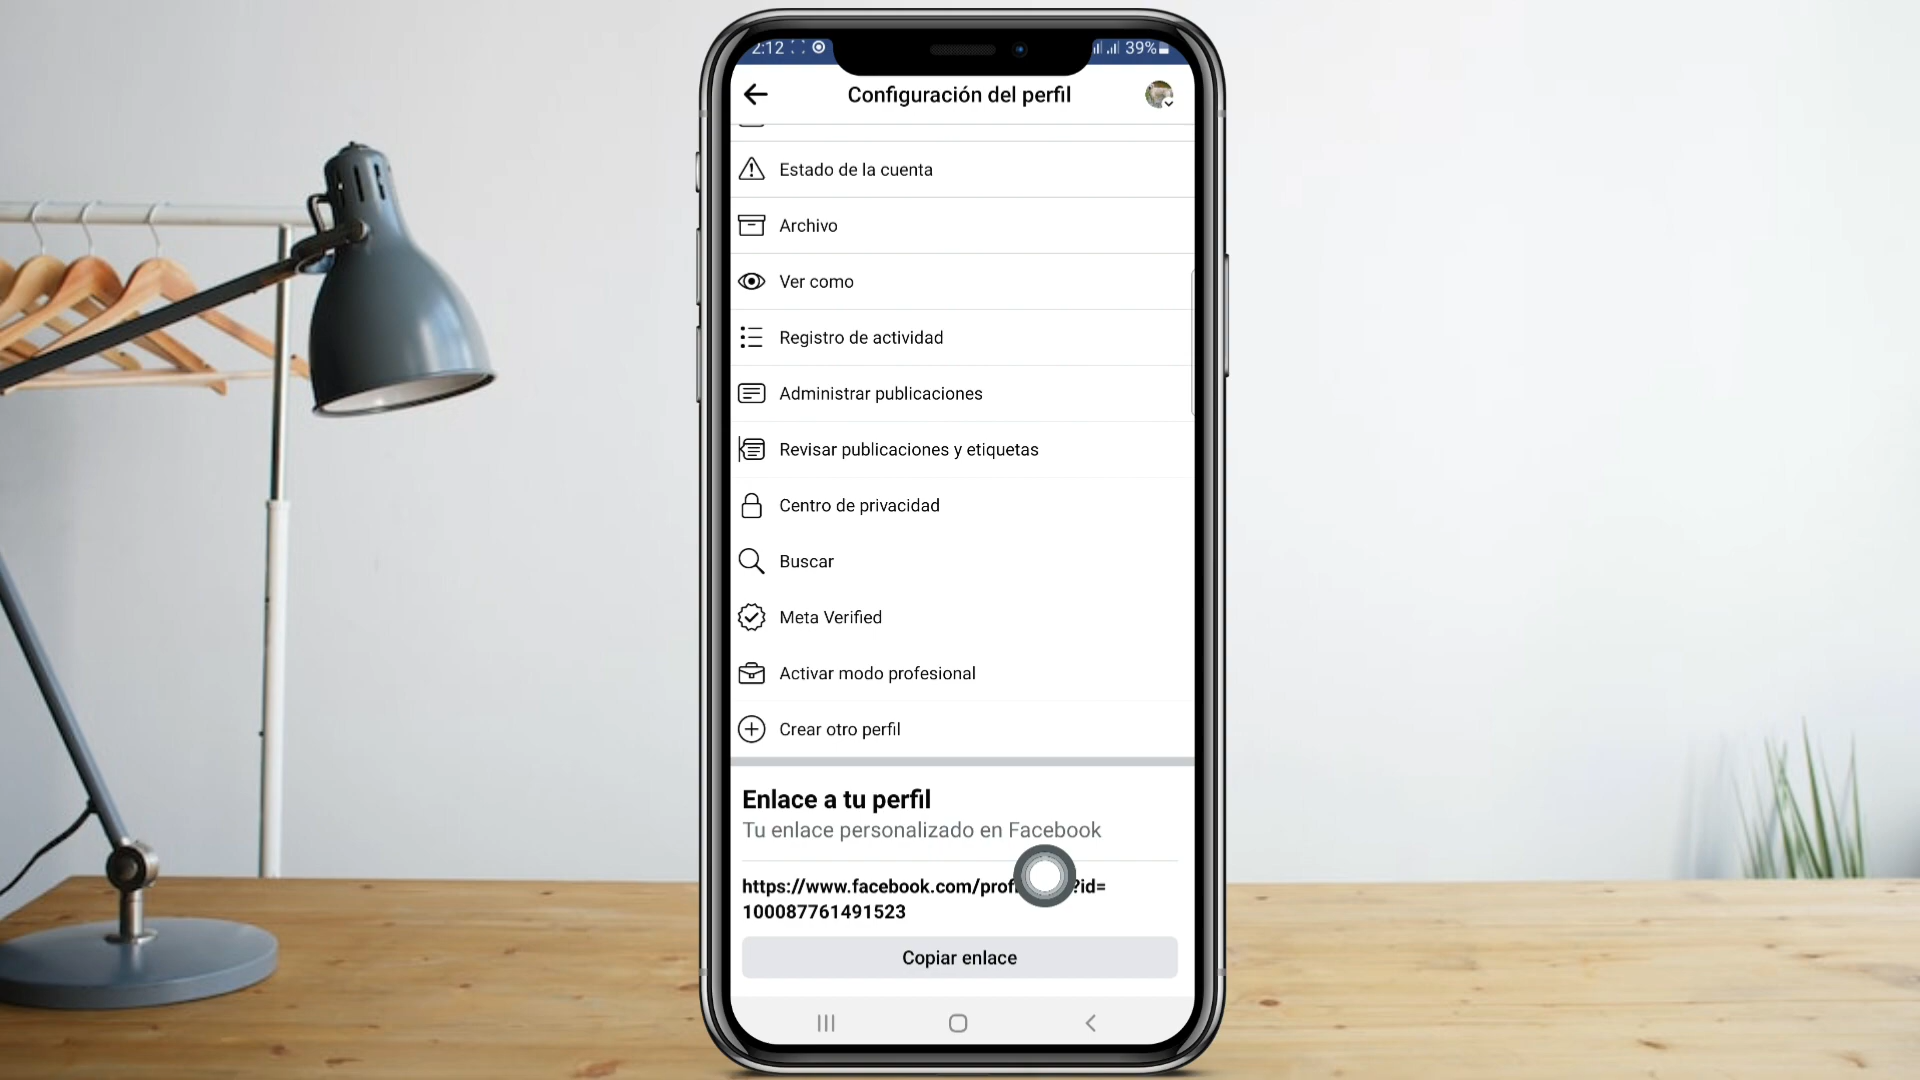 2:12
39%
Configuración del perfil
Estado de la cuenta
Archivo
Ver como
Registro de actividad
Administrar publicaciones
Revisar publicaciones y etiquetas
Centro de privacidad
Buscar
Meta Verified
Activar modo profesional
Crear otro perfil
Enlace a tu perfil
Tu enlace personalizado en Facebook
https://www.facebook.com/prof ?id=
100087761491523
Copiar enlace